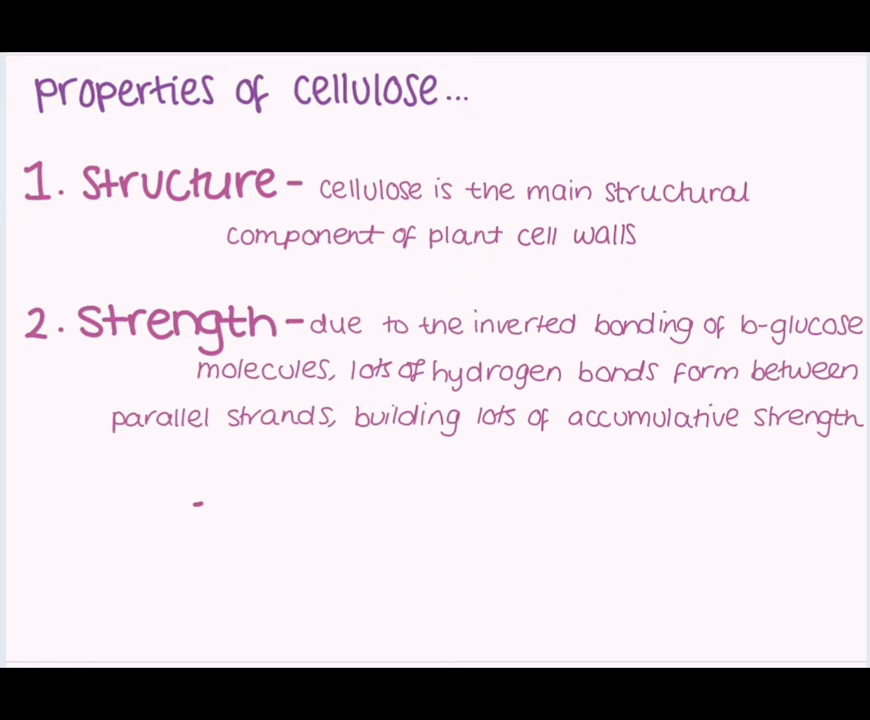 properties of cellulose...
1. Structure - cellulose is the main structural
component of plant cell walls
2. Strength - due to the inverted bonding of b-glucose
molecules, lots of hydrogen bonds form between
parallel strands, building lots of accumulative strength
-